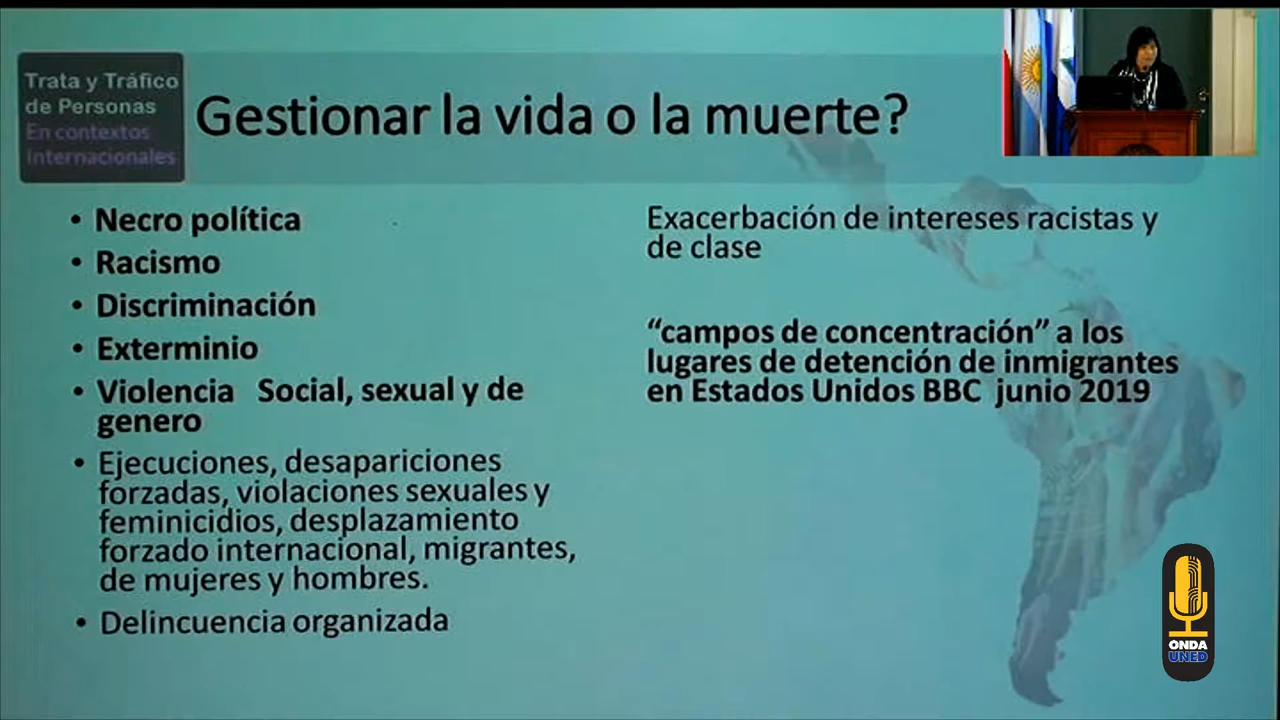 Trata y Tráfico
de Personas
En contextos
Internacionales
Gestionar la vida o la muerte?
• Necro política
• Racismo
• Discriminación
• Exterminio
• Violencia Social, sexual y de
genero
• Ejecuciones, desapariciones
forzadas, violaciones sexuales y
feminicidios, desplazamiento
forzado internacional, migrantes,
de mujeres y hombres.
• Delincuencia organizada
Exacerbación de intereses racistas y
de clase
“campos de concentración” a los
lugares de detención de inmigrantes
en Estados Unidos BBC junio 2019
ONDA
UNED